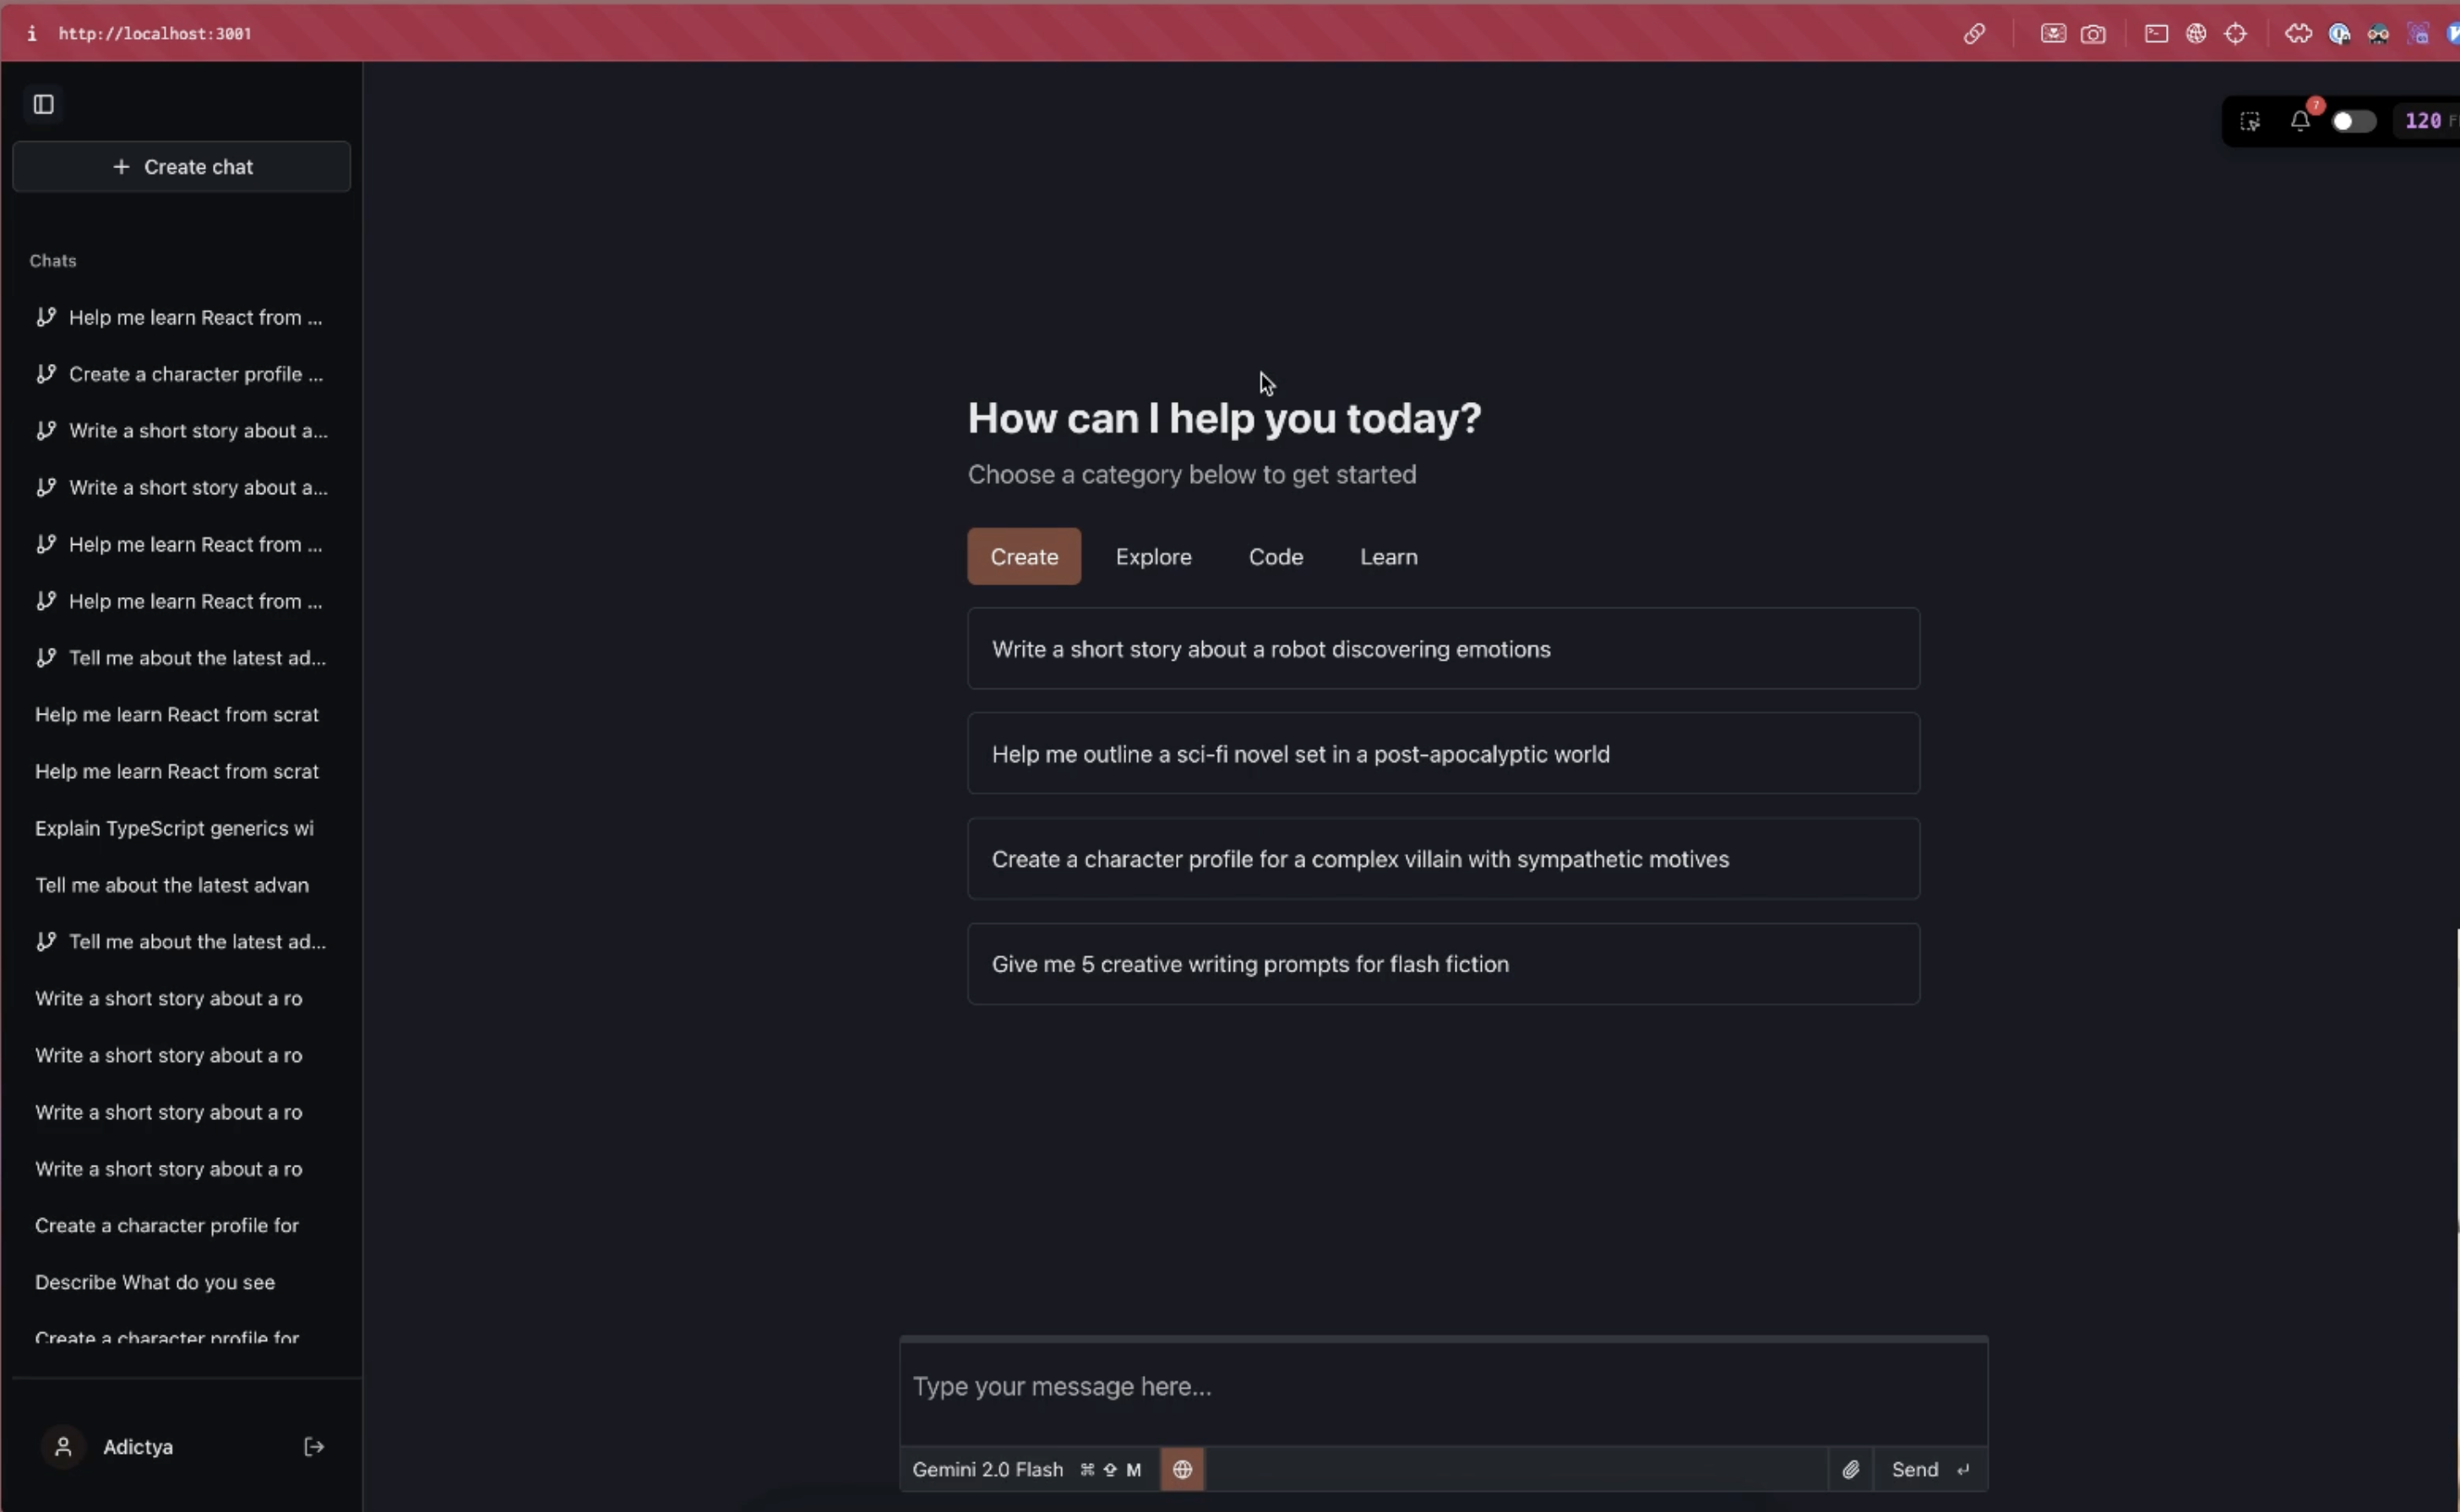 http://localhost:3001
7
120
Create chat
Chats
Help me learn React from ...
Create a character profile ...
Write a short story about a...
Write a short story about a...
Help me learn React from ...
Help me learn React from ...
Tell me about the latest ad...
Help me learn React from scrat
Help me learn React from scrat
Explain TypeScript generics wi
Tell me about the latest advan
Tell me about the latest ad...
Write a short story about a ro
Write a short story about a ro
Write a short story about a ro
Write a short story about a ro
Create a character profile for
Describe What do you see
Create a character profile for
Adictya
How can I help you today?
Choose a category below to get started
Create Explore Code Learn
Write a short story about a robot discovering emotions
Help me outline a sci-fi novel set in a post-apocalyptic world
Create a character profile for a complex villain with sympathetic motives
Give me 5 creative writing prompts for flash fiction
Type your message here...
Gemini 2.0 Flash ⌘ ⇧ M Send ↵